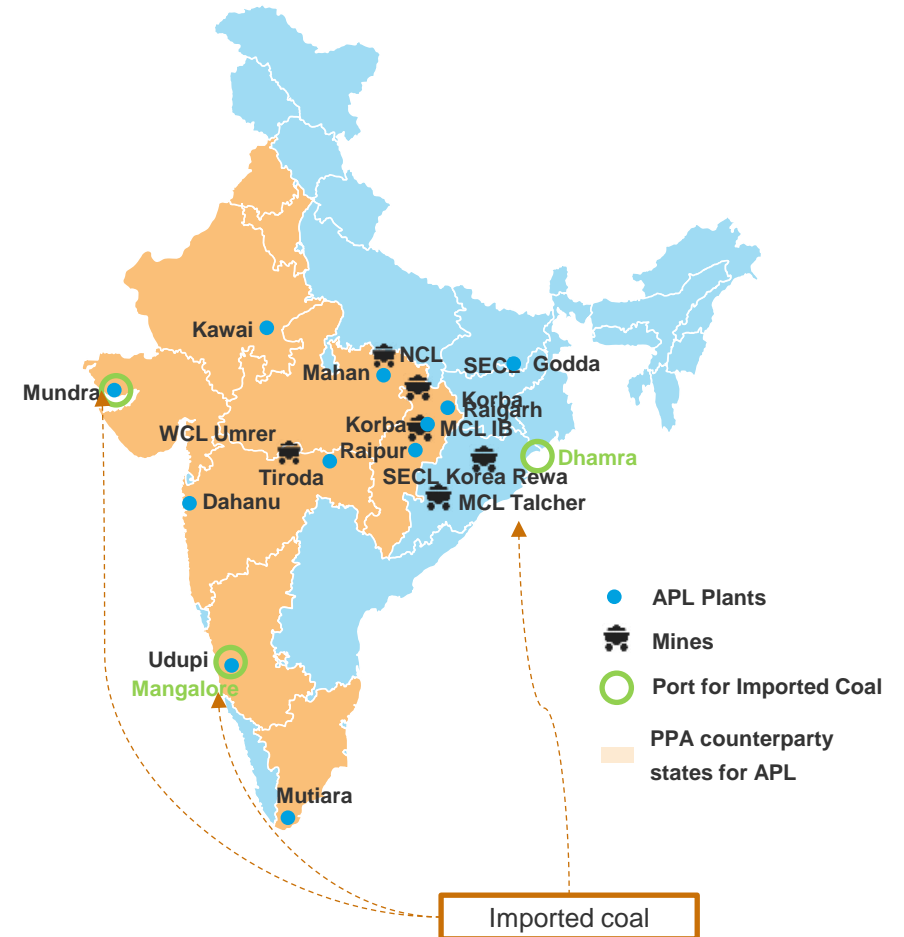 Kawai
NCL
Mahan
SECL
Godda
Mundra
Korba
Raigarh
Korba
MCL IB
WCL Umrer
Raipur
Dhamra
Tiroda
SECL Korea Rewa
Dahanu
MCL Talcher
APL Plants
Mines
Udupi
Mangalore
Port for Imported Coal
PPA counterparty
states for APL
Mutiara
Imported coal